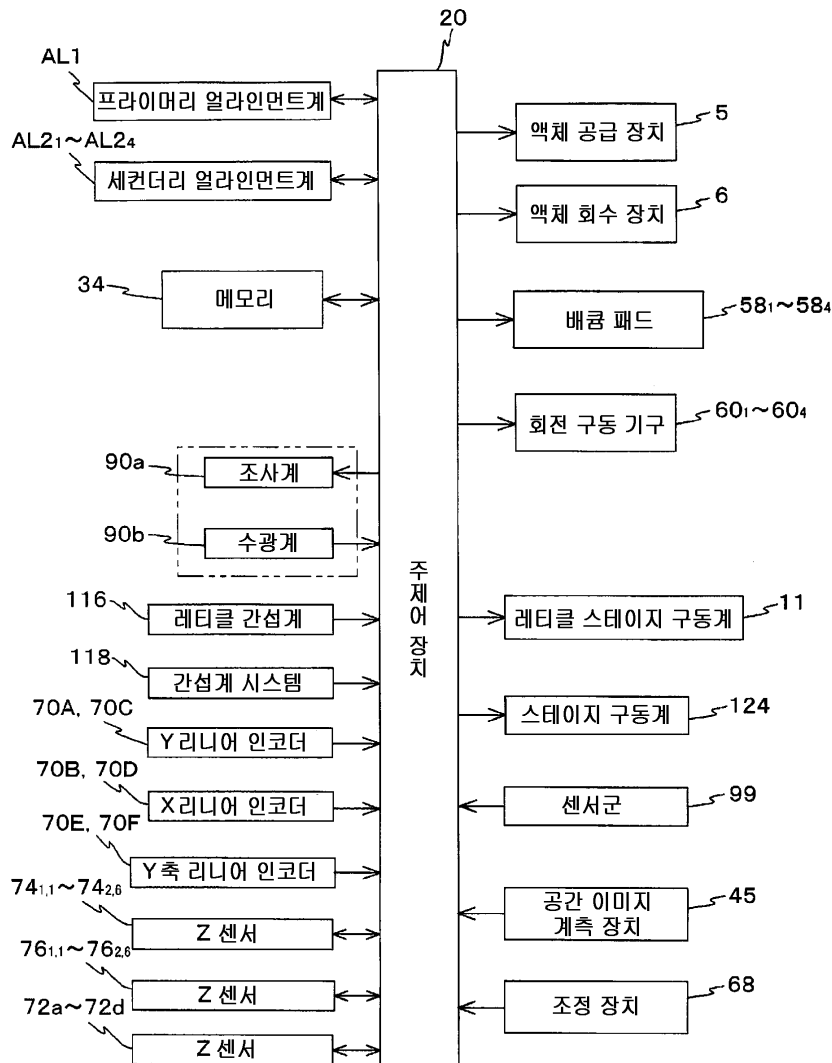 20
AL1
프라이머리 얼라인먼트계
AL2₁~AL2₄
세컨더리 얼라인먼트계
34
메모리
90a
조사계
90b
수광계
116
레티클 간섭계
118
간섭계 시스템
70A, 70C
Y 리니어 인코더
70B, 70D
X 리니어 인코더
70E, 70F
Y 축 리니어 인코더
74₁,₁~74₂,₆
Z 센서
76₁,₁~76₂,₆
Z 센서
72a~72d
Z 센서
주제어 장치
액체 공급 장치
5
액체 회수 장치
6
배큠 패드
58₁~58₄
회전 구동 기구
60₁~60₄
레티클 스테이지 구동계
11
스테이지 구동계
124
센서군
99
공간 이미지
계측 장치
45
조정 장치
68